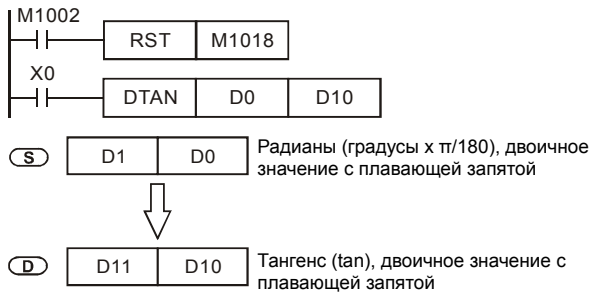 M1002
RST M1018
X0
DTAN D0 D10
S D1 D0 Радианы (градусы x π/180), двоичное
значение с плавающей запятой
D D11 D10 Тангенс (tan), двоичное значение с
плавающей запятой